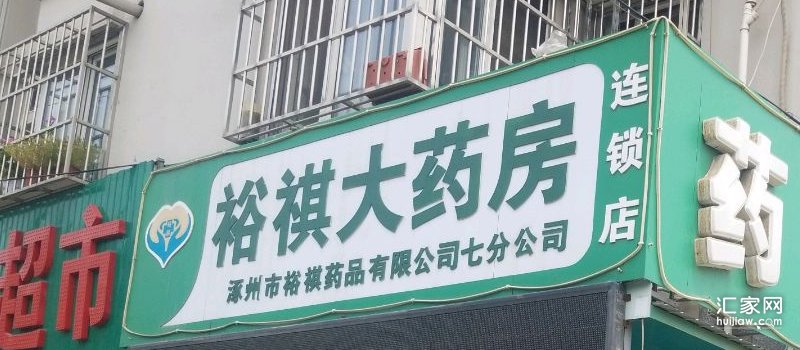 超市
裕祺大药房
涿州市裕祺药品有限公司七分公司
连锁店
药
汇家网
huijiaw.com